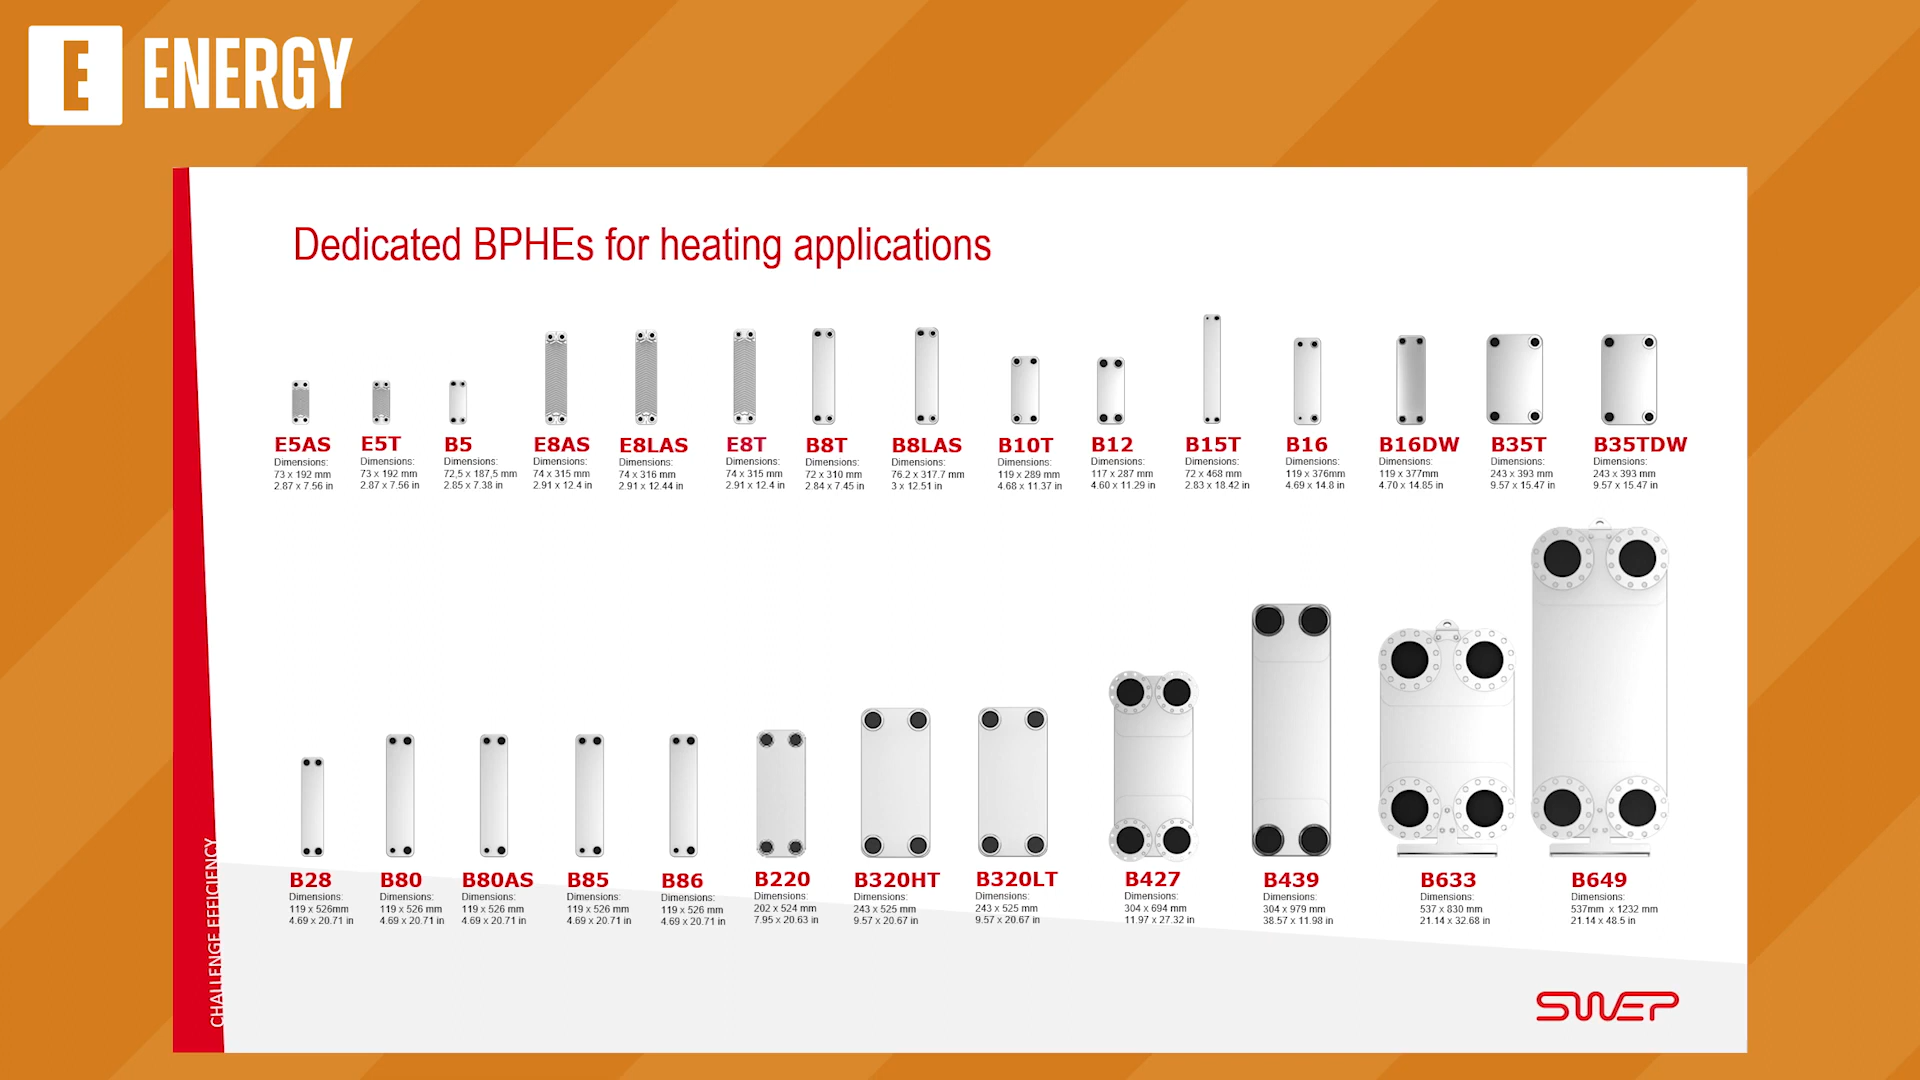 E ENERGY
Dedicated BPHEs for heating applications
E5AS
Dimensions:
73 x 192 mm
2.87 x 7.56 in
E5T
Dimensions:
73 x 192 mm
2.87 x 7.56 in
B5
Dimensions:
72.5 x 187,5 mm
2.85 x 7.38 in
E8AS
Dimensions:
74 x 315 mm
2.91 x 12.4 in
E8LAS
Dimensions:
74 x 316 mm
2.91 x 12.44 in
E8T
Dimensions:
74 x 315 mm
2.91 x 12.4 in
B8T
Dimensions:
72 x 310 mm
2.84 x 7.45 in
B8LAS
Dimensions:
76.2 x 317.7 mm
3 x 12.51 in
B10T
Dimensions:
119 x 289 mm
4.68 x 11.37 in
B12
Dimensions:
117 x 287 mm
4.60 x 11.29 in
B15T
Dimensions:
72 x 468 mm
2.83 x 18.42 in
B16
Dimensions:
119 x 376mm
4.69 x 14.8 in
B16DW
Dimensions:
119 x 377mm
4.70 x 14.85 in
B35T
Dimensions:
243 x 393 mm
9.57 x 15.47 in
B35TDW
Dimensions:
243 x 393 mm
9.57 x 15.47 in
B28
Dimensions:
119 x 526mm
4.69 x 20.71 in
B80
Dimensions:
119 x 526 mm
4.69 x 20.71 in
B80AS
Dimensions:
119 x 526 mm
4.69 x 20.71 in
B85
Dimensions:
119 x 526 mm
4.69 x 20.71 in
B86
Dimensions:
119 x 526 mm
4.69 x 20.71 in
B220
Dimensions:
202 x 524 mm
7.95 x 20.63 in
B320HT
Dimensions:
243 x 525 mm
9.57 x 20.67 in
B320LT
Dimensions:
243 x 525 mm
9.57 x 20.67 in
B427
Dimensions:
304 x 694 mm
11.97 x 27.32 in
B439
Dimensions:
304 x 979 mm
38.57 x 11.98 in
B633
Dimensions:
537 x 830 mm
21.14 x 32.68 in
B649
Dimensions:
537mm x 1232 mm
21.14 x 48.5 in
CHALLENGE EFFICIENCY
SWEP